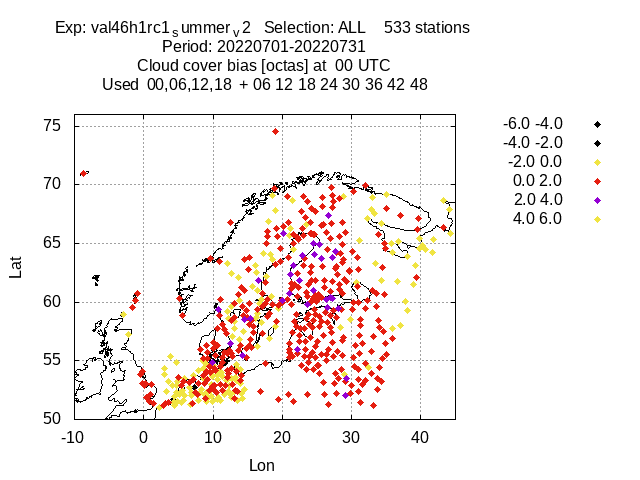 Exp: val46h1rc1summerv2 Selection: ALL 533 stations
Period: 20220701-20220731
Cloud cover bias [octas] at 00 UTC
Used 00,06,12,18 + 06 12 18 24 30 36 42 48
-6.0 -4.0
-4.0 -2.0
-2.0 0.0
0.0 2.0
2.0 4.0
4.0 6.0
75
70
65
60
55
50
Lat
-10 0 10 20 30 40
Lon